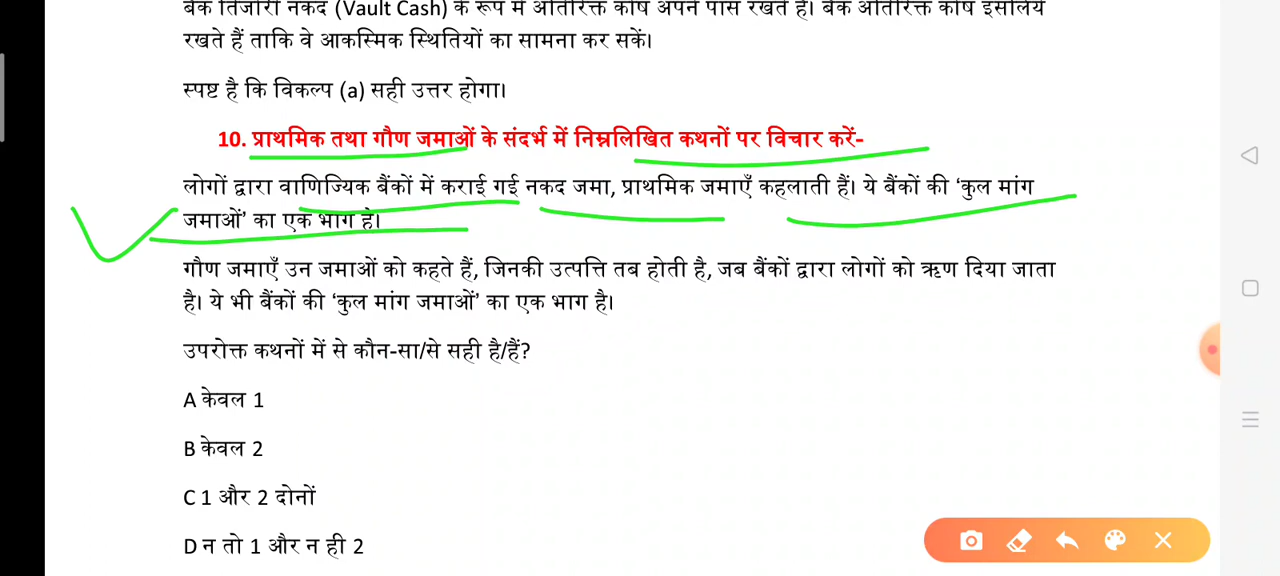 बैंक तिजोरी नकद (Vault Cash) के रूप में अतिरिक्त कोष अपने पास रखते हैं। बैंक अतिरिक्त कोष इसलिये
रखते हैं ताकि वे आकस्मिक स्थितियों का सामना कर सकें।
स्पष्ट है कि विकल्प (a) सही उत्तर होगा।
10. प्राथमिक तथा गौण जमाओं के संदर्भ में निम्नलिखित कथनों पर विचार करें-
लोगों द्वारा वाणिज्यिक बैंकों में कराई गई नकद जमा, प्राथमिक जमाएँ कहलाती हैं। ये बैंकों की ‘कुल मांग
जमाओं’ का एक भाग है।
गौण जमाएँ उन जमाओं को कहते हैं, जिनकी उत्पत्ति तब होती है, जब बैंकों द्वारा लोगों को ऋण दिया जाता
है। ये भी बैंकों की ‘कुल मांग जमाओं’ का एक भाग है।
उपरोक्त कथनों में से कौन-सा/से सही है/हैं?
A केवल 1
B केवल 2
C 1 और 2 दोनों
D न तो 1 और न ही 2